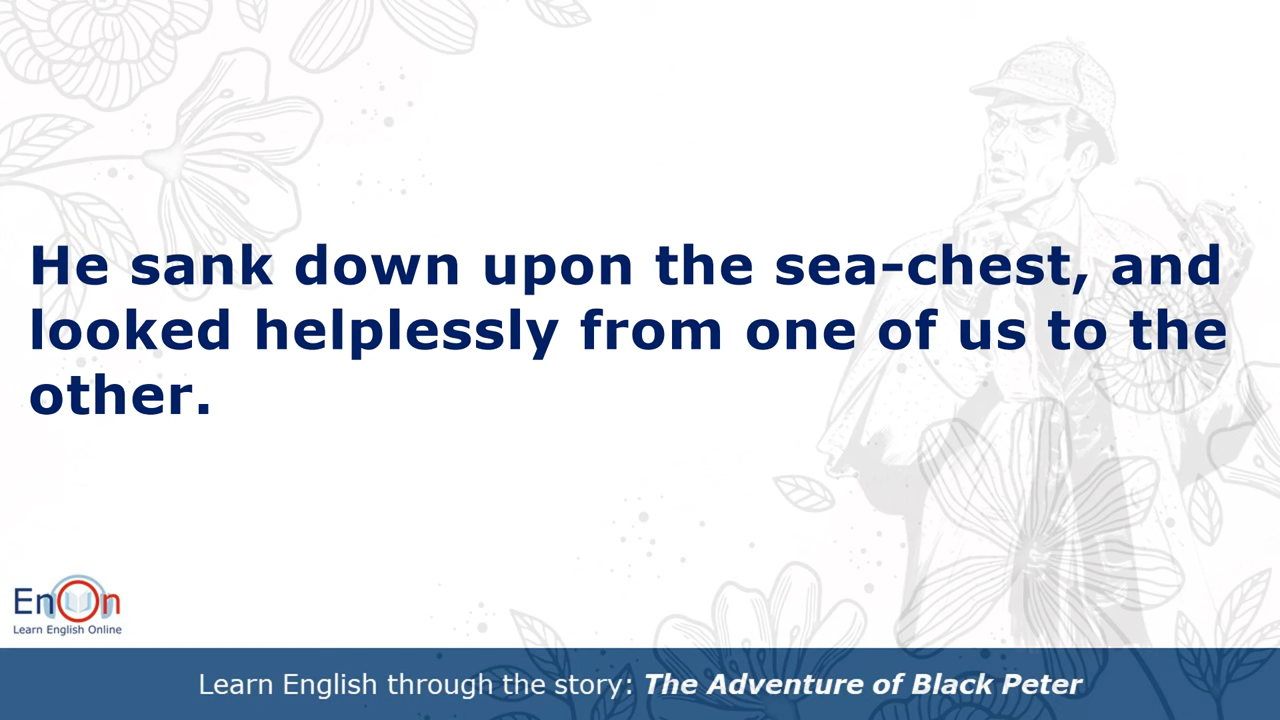 He sank down upon the sea-chest, and
looked helplessly from one of us to the
other.
EnOn
Learn English Online
Learn English through the story: The Adventure of Black Peter